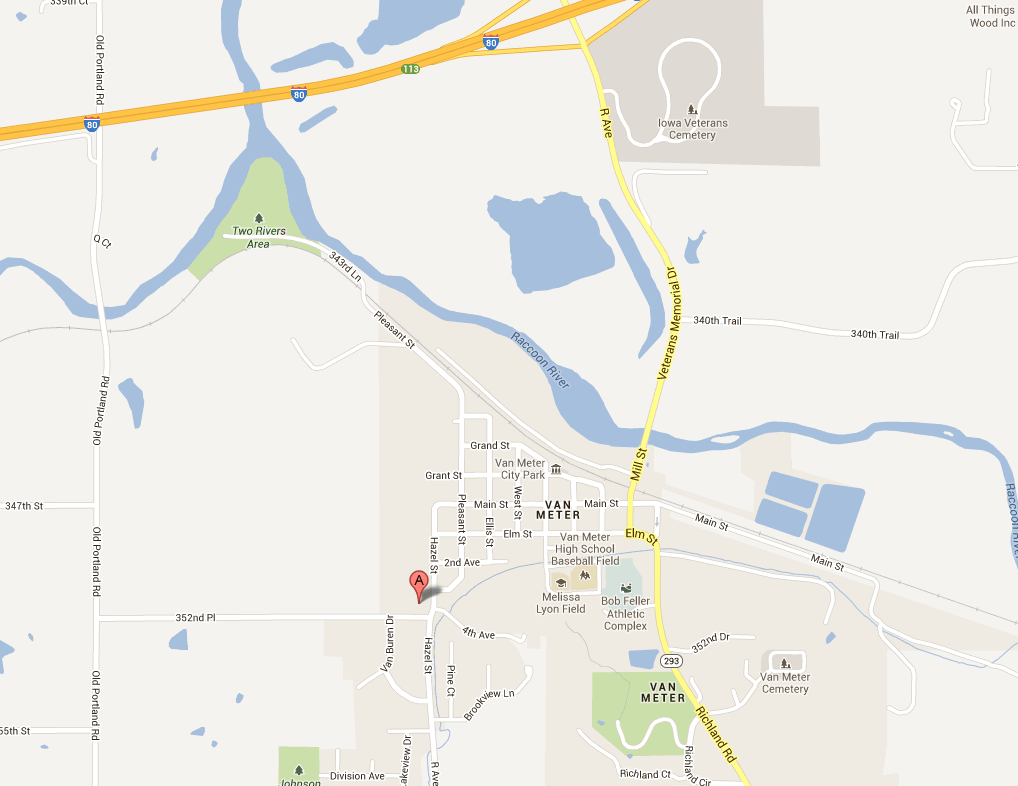 339th Ct
All Things
Wood Inc
80
113
80
80
Old Portland Rd
R Ave
Iowa Veterans
Cemetery
Two Rivers
Area
Q Ct
343rd Ln
Veterans Memorial Dr
340th Trail
340th Trail
Pleasant St
Raccoon River
Old Portland Rd
Grand St
Mill St
Van Meter
City Park
Grant St
347th St
West St
Main St
VAN
METER
Main St
Pleasant St
Ellis St
Main St
Raccoon River
Elm St
Elm St
Hazel St
Van Meter
High School
Baseball Field
Old Portland Rd
2nd Ave
Main St
A
Melissa
Lyon Field
Bob Feller
Athletic
Complex
352nd Pl
4th Ave
Van Buren Dr
Hazel St
352nd Dr
293
Pine Ct
Van Meter
Cemetery
VAN
METER
Old Portland Rd
Brookview Ln
Richland Rd
55th St
Lakeview Dr
R Ave
Division Ave
Johnson
Richland Ct
Richland Cir